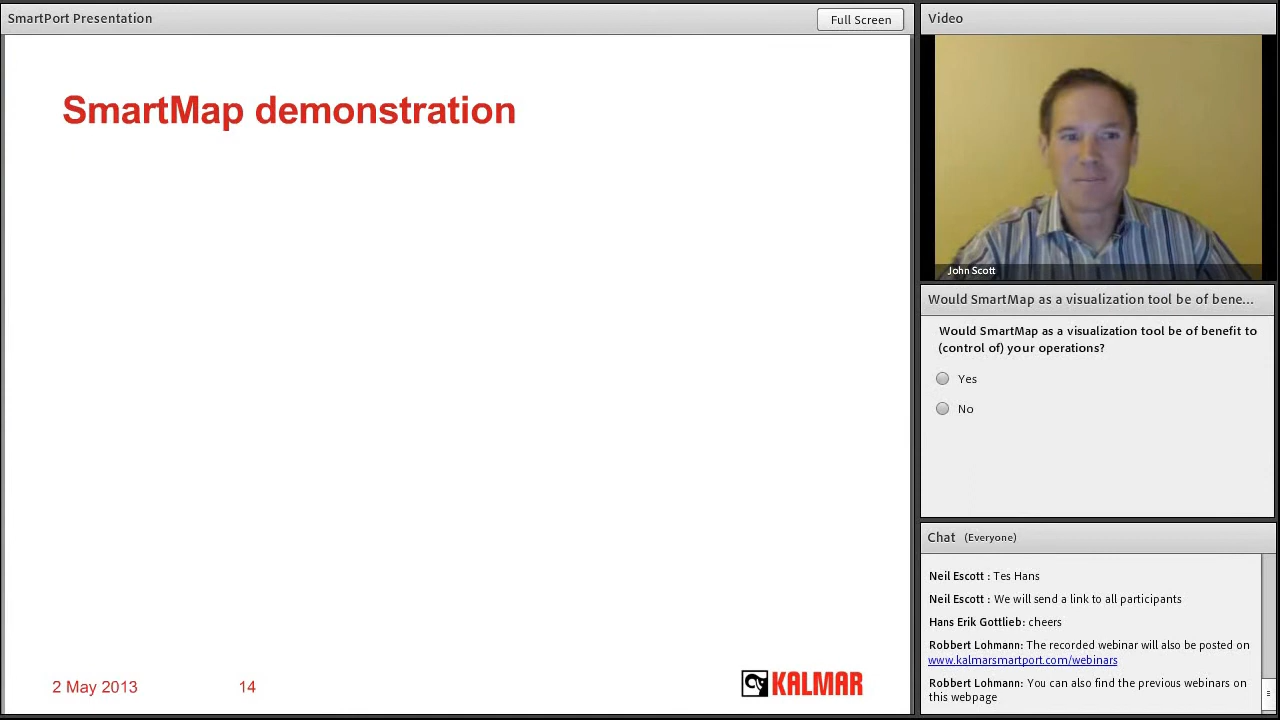 SmartPort Presentation
Full Screen
SmartMap demonstration
2 May 2013
14
KALMAR
Video
John Scott
Would SmartMap as a visualization tool be of bene...
Would SmartMap as a visualization tool be of benefit to
(control of) your operations?
Yes
No
Chat (Everyone)
Neil Escott : Tes Hans
Neil Escott : We will send a link to all participants
Hans Erik Gottlieb: cheers
Robbert Lohmann: The recorded webinar will also be posted on
www.kalmarsmartport.com/webinars
Robbert Lohmann: You can also find the previous webinars on
this webpage